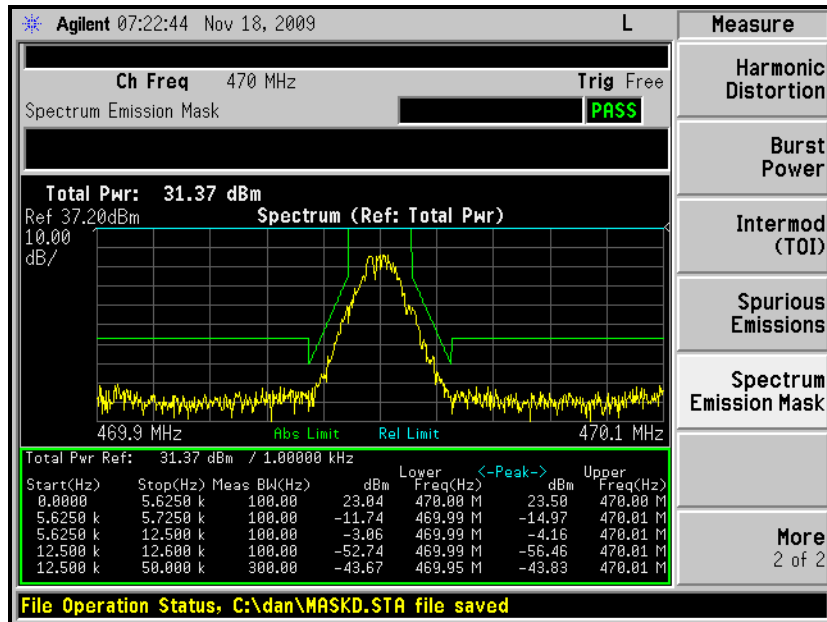 Agilent 07:22:44 Nov 18, 2009 L
Measure
Ch Freq 470 MHz Trig Free
Spectrum Emission Mask PASS
Total Pwr: 31.37 dBm
Ref 37.20dBm Spectrum (Ref: Total Pwr)
10.00
dB/
469.9 MHz Abs Limit Rel Limit 470.1 MHz
Total Pwr Ref: 31.37 dBm / 1.00000 kHz
Lower <-Peak-> Upper
Start(Hz) Stop(Hz) Meas BW(Hz) dBm Freq(Hz) dBm Freq(Hz)
0.0000 5.6250 k 100.00 23.04 470.00 M 23.50 470.00 M
5.6250 k 5.7250 k 100.00 -11.74 469.99 M -14.97 470.01 M
5.6250 k 12.500 k 100.00 -3.06 469.99 M -4.16 470.01 M
12.500 k 12.600 k 100.00 -52.74 469.99 M -56.46 470.01 M
12.500 k 50.000 k 300.00 -43.67 469.95 M -43.83 470.01 M
File Operation Status, C:\dan\MASKD.STA file saved
Harmonic
Distortion
Burst
Power
Intermod
(TOI)
Spurious
Emissions
Spectrum
Emission Mask
More
2 of 2